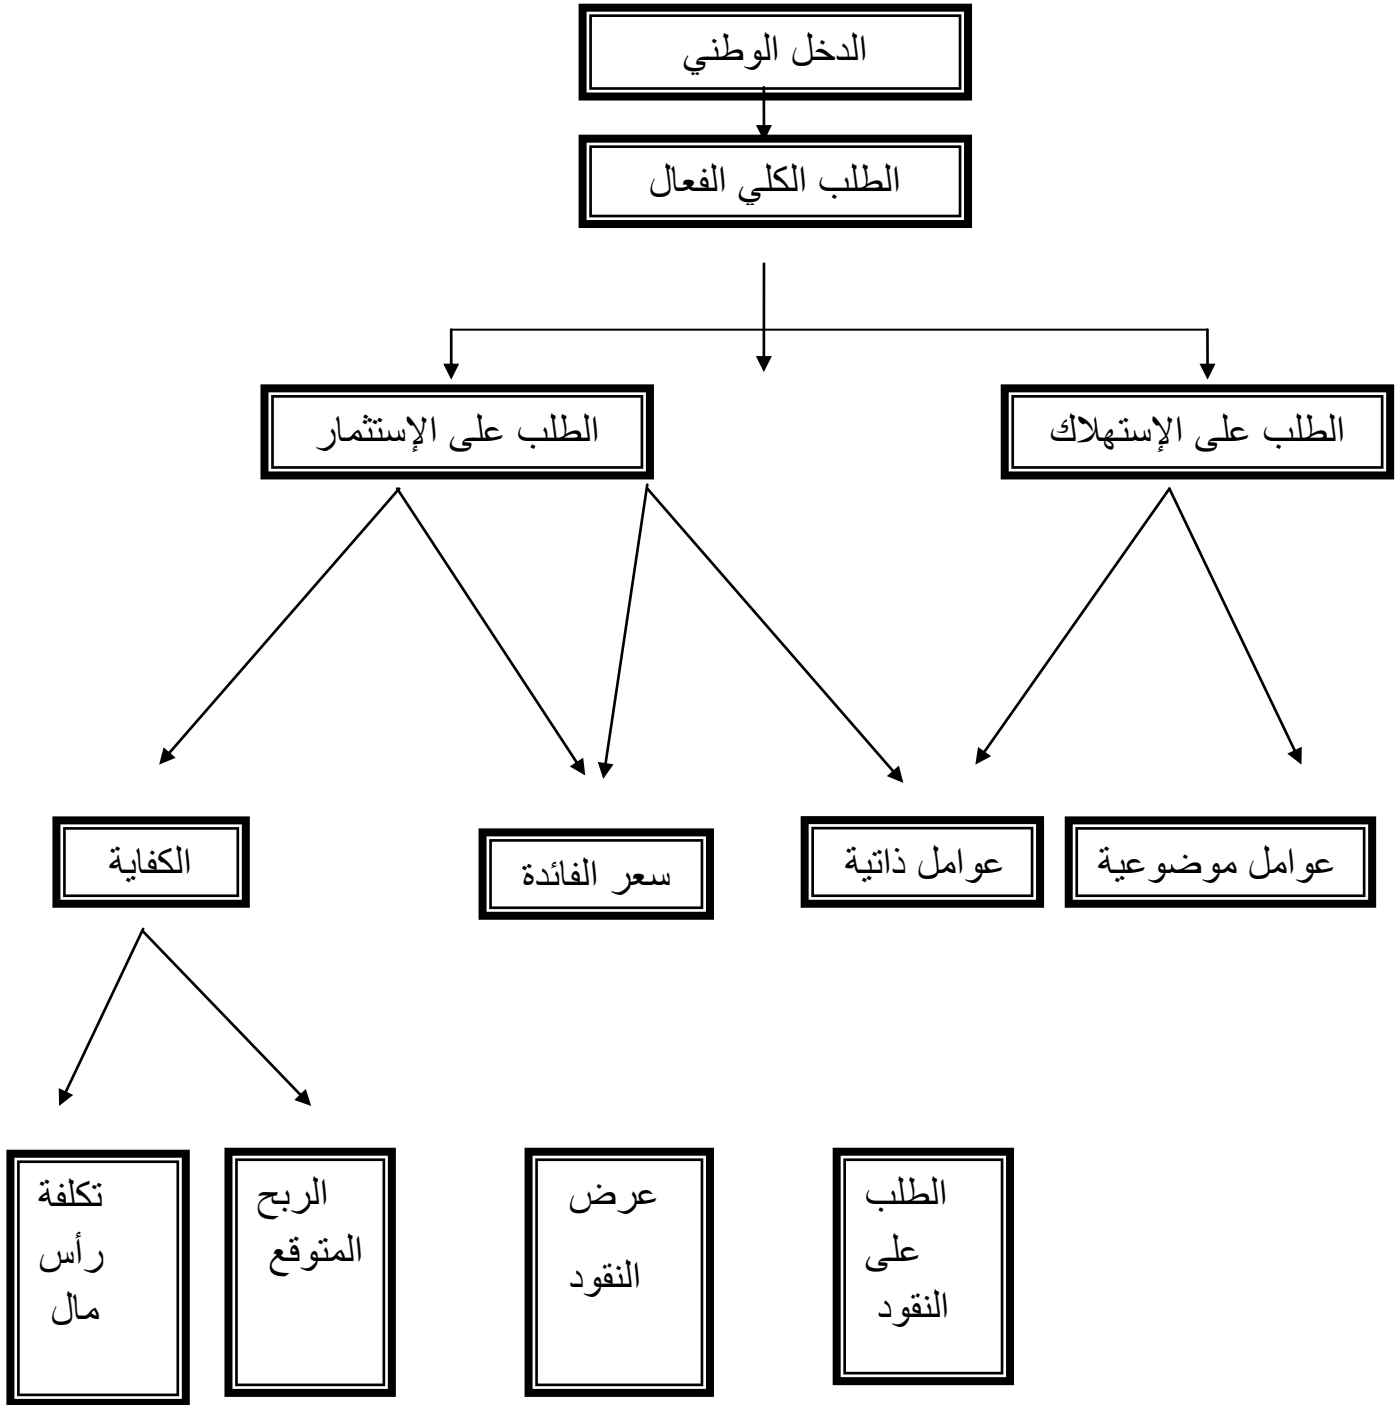 الدخل الوطني
الطلب الكلي الفعال
الطلب على الإستهلاك
الطلب على الإستثمار
عوامل موضوعية
عوامل ذاتية
سعر الفائدة
الكفاية
الطلب
على
النقود
عرض
النقود
الربح
المتوقع
تكلفة
رأس
مال